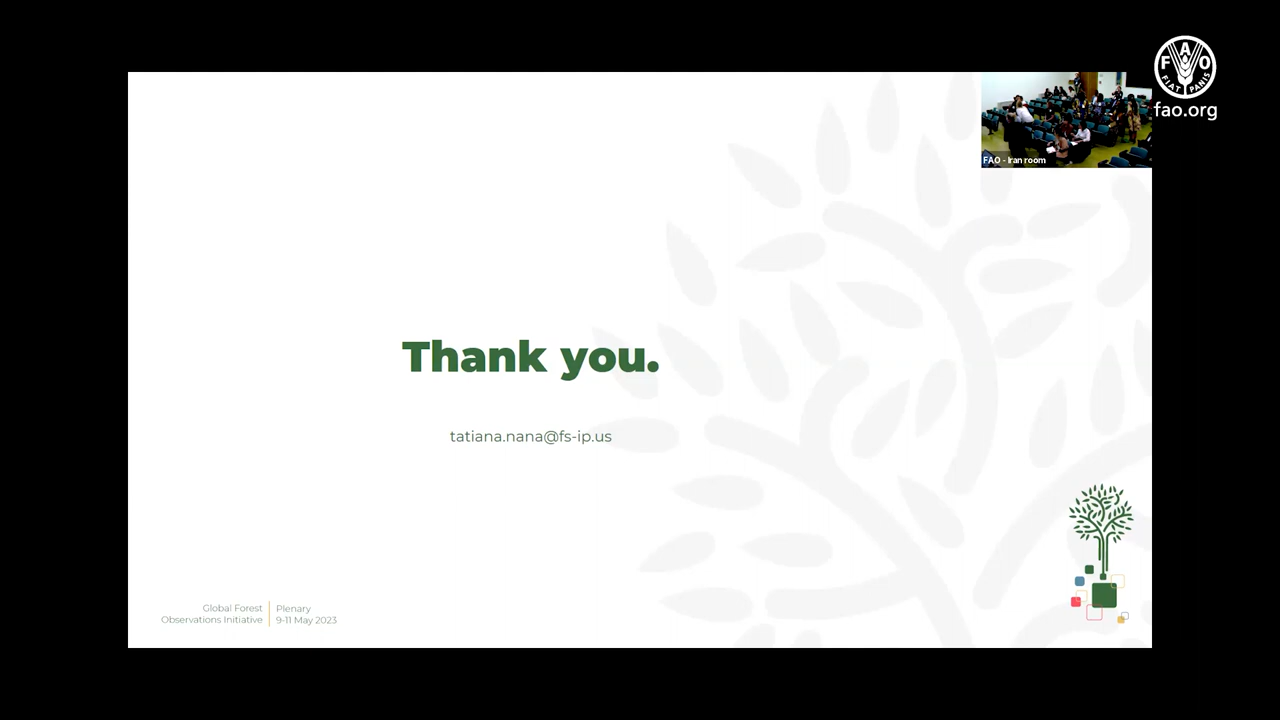 FAO
FIAT PANIS
fao.org
FAO - Iran room
Thank you.
tatiana.nana@fs-ip.us
Global Forest
Observations Initiative
Plenary
9-11 May 2023